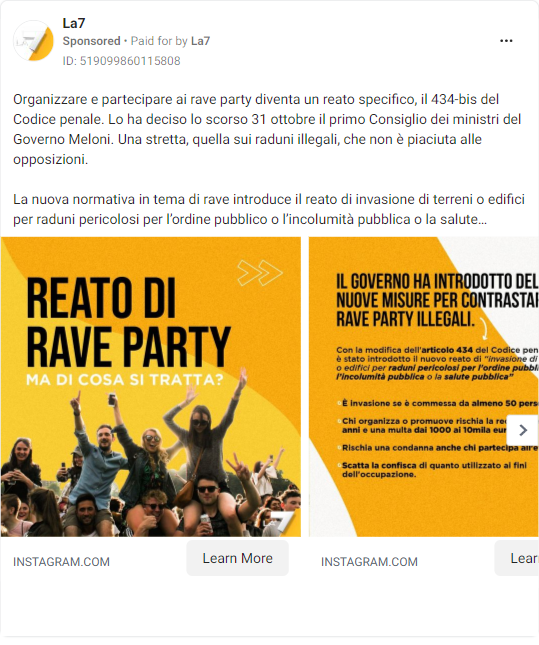 La7
Sponsored • Paid for by La7
ID: 519099860115808
Organizzare e partecipare ai rave party diventa un reato specifico, il 434-bis del
Codice penale. Lo ha deciso lo scorso 31 ottobre il primo Consiglio dei ministri del
Governo Meloni. Una stretta, quella sui raduni illegali, che non è piaciuta alle
opposizioni.
La nuova normativa in tema di rave introduce il reato di invasione di terreni o edifici
per raduni pericolosi per l'ordine pubblico o l'incolumità pubblica o la salute...
REATO DI
RAVE PARTY
MA DI COSA SI TRATTA?
IL GOVERNO HA INTRODOTTO DEL
NUOVE MISURE PER CONTRASTAR
RAVE PARTY ILLEGALI.
Con la modifica dell'articolo 434 del Codice pen
è stato introdotto il nuovo reato di "invasione di
o edifici per raduni pericolosi per l'ordine pubbl
l'incolumità pubblica o la salute pubblica"
È invasione se è commessa da almeno 50 pers
Chi organizza o promuove rischia la re
anni e una multa dai 1000 ai 10mila eur
Rischia una condanna anche chi partecipa all'e
Scatta la confisca di quanto utilizzato ai fini
dell'occupazione.
INSTAGRAM.COM
Learn More
INSTAGRAM.COM
Lear